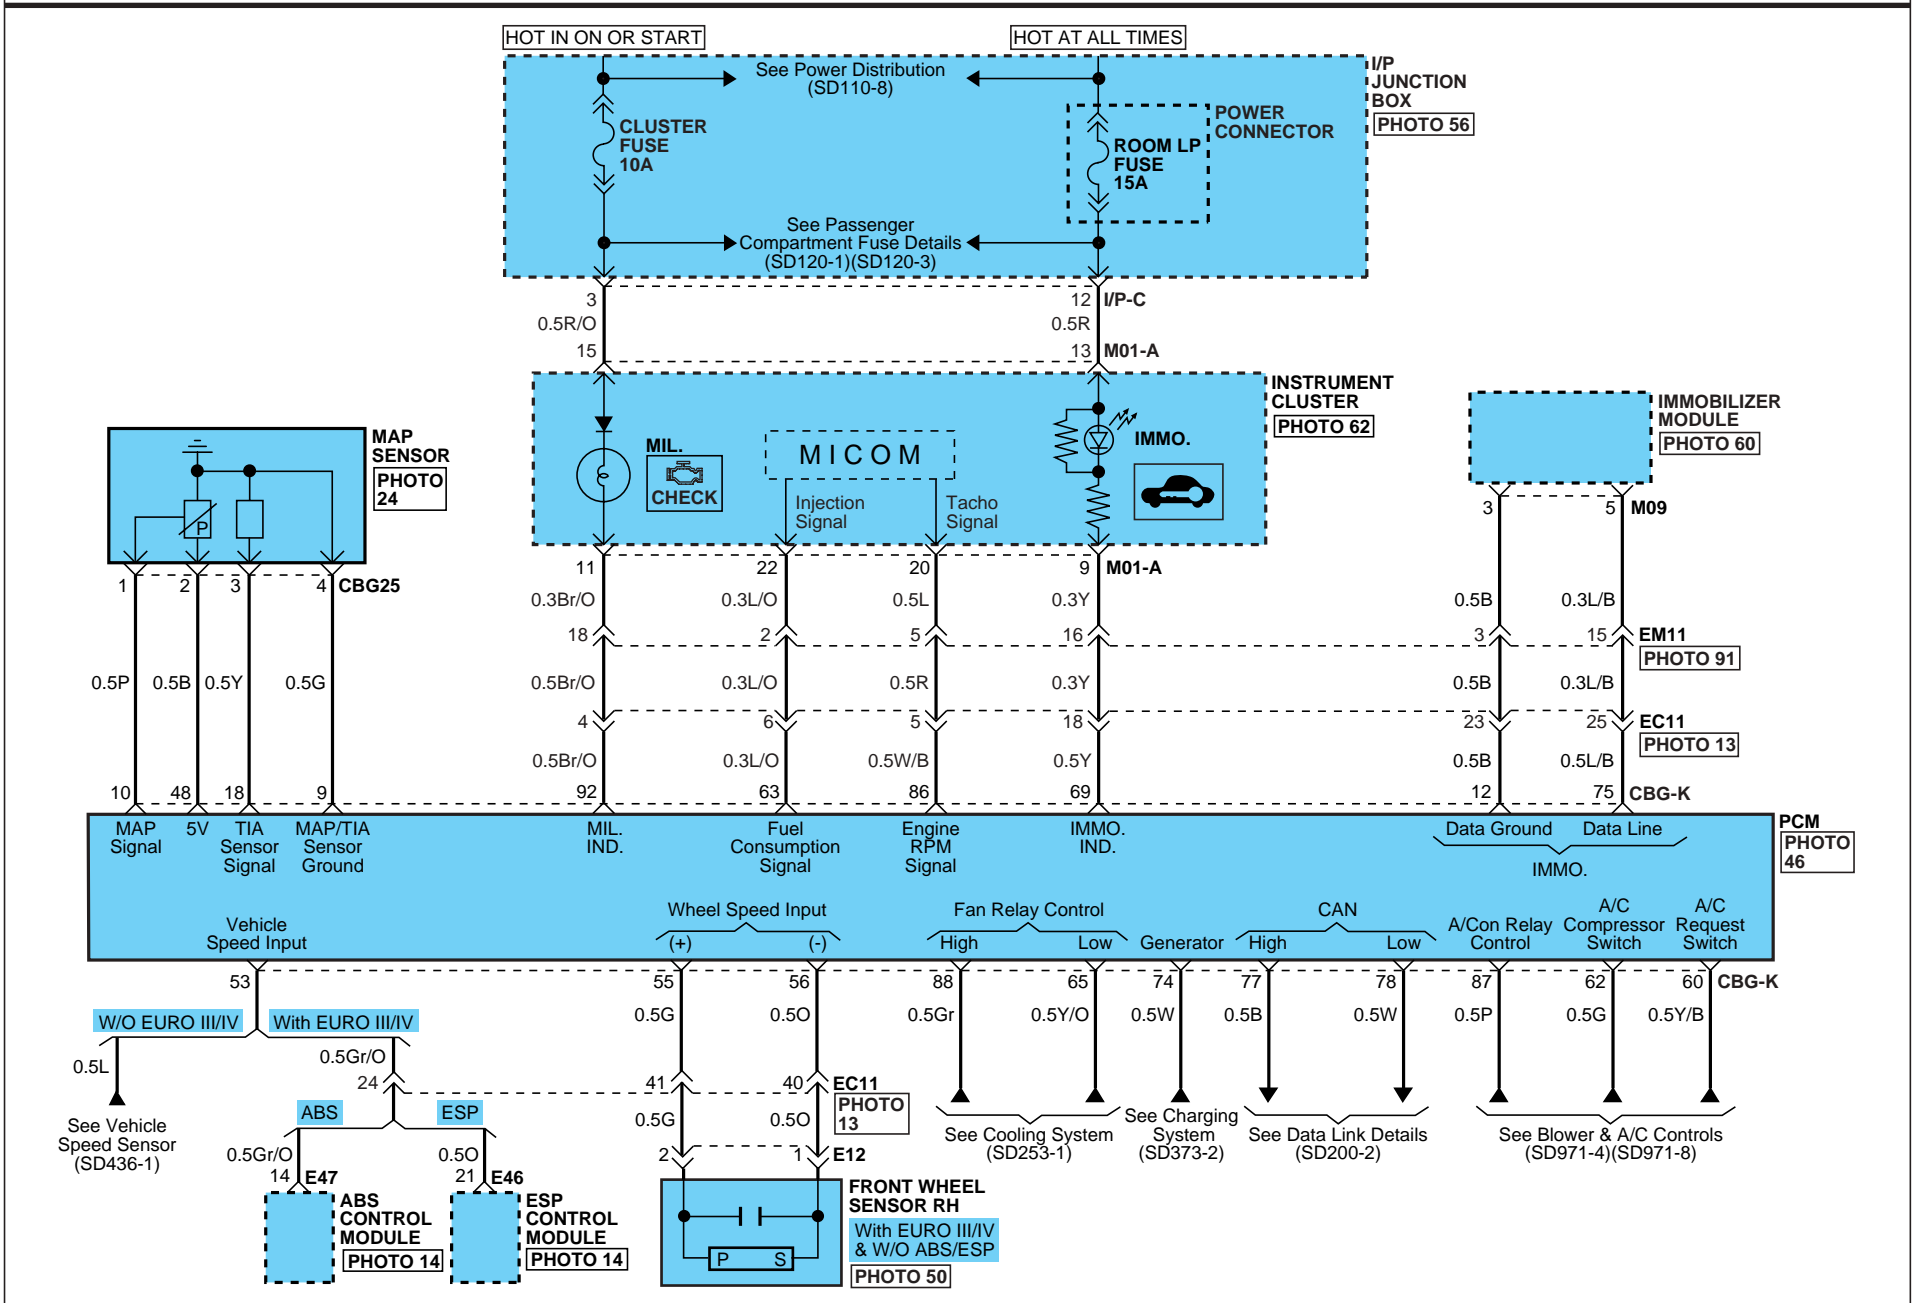 HOT IN ON OR START
HOT AT ALL TIMES
See Power Distribution
(SD110-8)
I/P
JUNCTION
BOX
PHOTO 56
CLUSTER
FUSE
10A
POWER
CONNECTOR
ROOM LP
FUSE
15A
See Passenger
Compartment Fuse Details
(SD120-1)(SD120-3)
3
12
I/P-C
0.5R/O
0.5R
15
13
M01-A
INSTRUMENT
CLUSTER
PHOTO 62
MIL.
CHECK
MICOM
Injection
Signal
Tacho
Signal
IMMO.
IMMOBILIZER
MODULE
PHOTO 60
MAP
SENSOR
PHOTO
24
P
1
2
3
4
CBG25
11
22
20
9
M01-A
3
5
M09
0.3Br/O
0.3L/O
0.5L
0.3Y
0.5B
0.3L/B
18
2
5
16
3
15
EM11
PHOTO 91
0.5P
0.5B
0.5Y
0.5G
0.5Br/O
0.3L/O
0.5R
0.3Y
0.5B
0.3L/B
4
6
5
18
23
25
EC11
PHOTO 13
0.5Br/O
0.3L/O
0.5W/B
0.5Y
0.5B
0.5L/B
10
48
18
9
92
63
86
69
12
75
CBG-K
MAP
Signal
5V
TIA
Sensor
Signal
MAP/TIA
Sensor
Ground
MIL.
IND.
Fuel
Consumption
Signal
Engine
RPM
Signal
IMMO.
IND.
Data Ground
Data Line
IMMO.
PCM
PHOTO
46
Vehicle
Speed Input
Wheel Speed Input
(+)
(-)
Fan Relay Control
High
Low
Generator
CAN
High
Low
A/Con Relay
Control
A/C
Compressor
Switch
A/C
Request
Switch
53
55
56
88
65
74
77
78
87
62
60
CBG-K
W/O EURO III/IV
With EURO III/IV
0.5G
0.5O
0.5Gr
0.5Y/O
0.5W
0.5B
0.5W
0.5P
0.5G
0.5Y/B
0.5L
0.5Gr/O
24
41
40
EC11
PHOTO
13
See Vehicle
Speed Sensor
(SD436-1)
ABS
ESP
0.5G
0.5O
See Cooling System
(SD253-1)
See Charging
System
(SD373-2)
See Data Link Details
(SD200-2)
See Blower & A/C Controls
(SD971-4)(SD971-8)
0.5Gr/O
0.5O
14
E47
21
E46
2
1
E12
ABS
CONTROL
MODULE
PHOTO 14
ESP
CONTROL
MODULE
PHOTO 14
P
S
FRONT WHEEL
SENSOR RH
With EURO III/IV
& W/O ABS/ESP
PHOTO 50